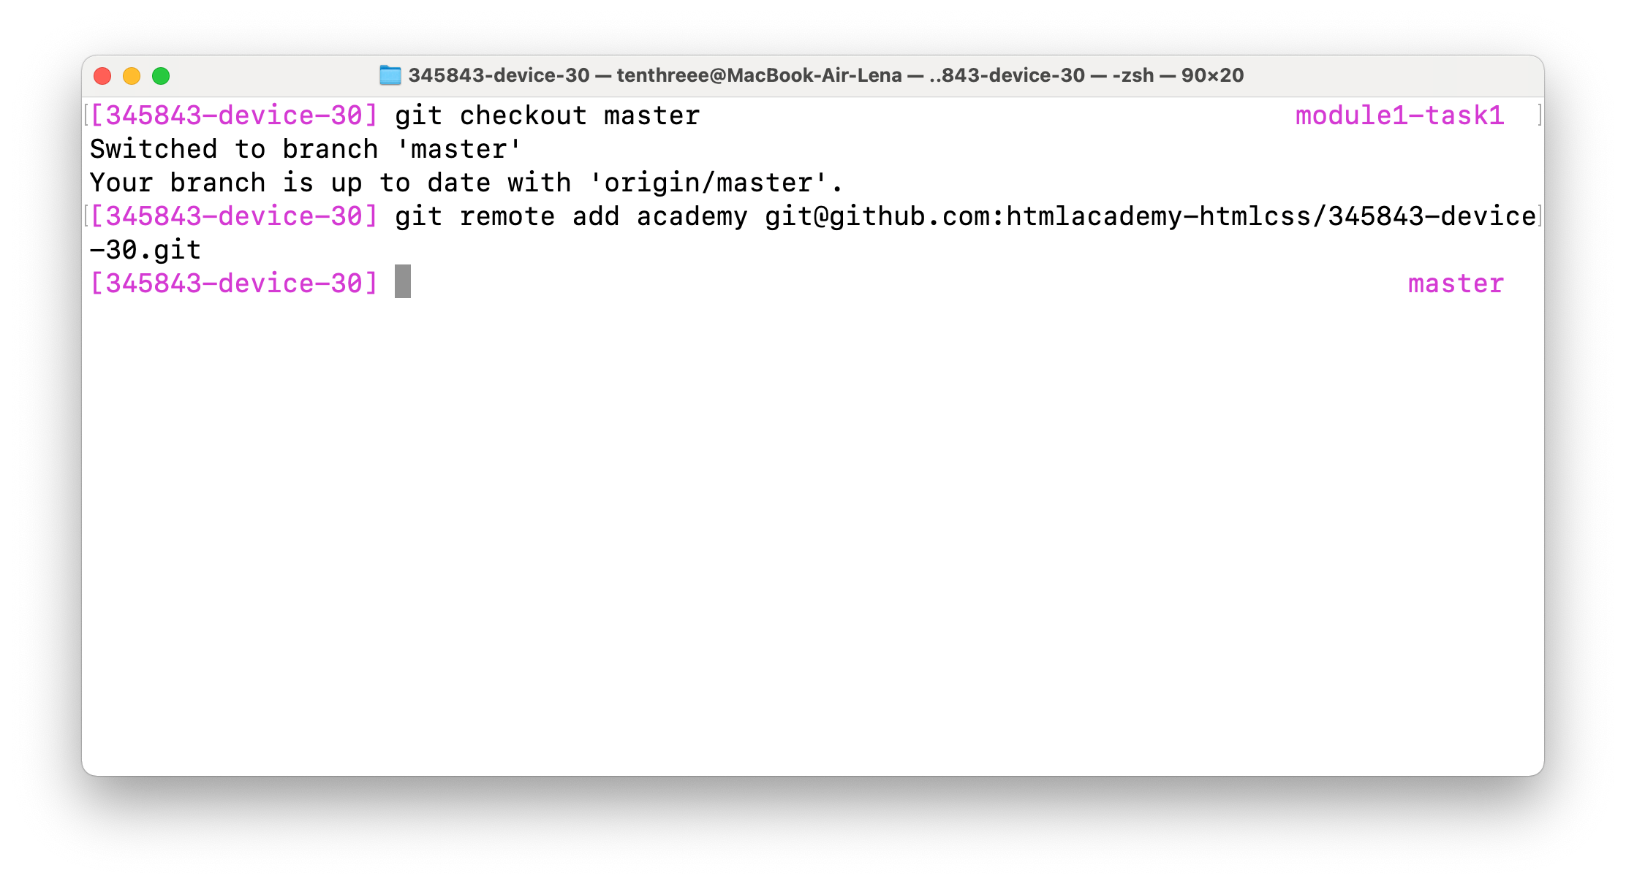 345843-device-30 — tenthreee@MacBook-Air-Lena — ..843-device-30 — -zsh — 90×20
[[345843-device-30] git checkout master module1-task1 ]
Switched to branch 'master'
Your branch is up to date with 'origin/master'.
[[345843-device-30] git remote add academy git@github.com:htmlacademy-htmlcss/345843-device]
-30.git
[345843-device-30] master